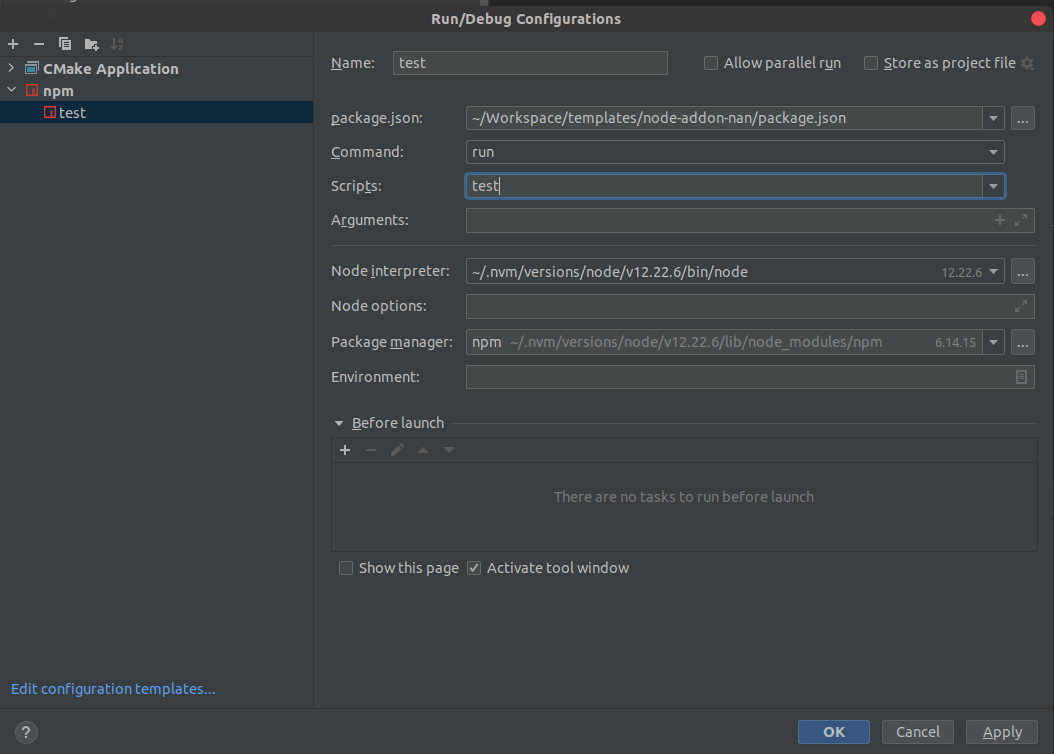 Run/Debug Configurations
CMake Application
npm
test
Name: test Allow parallel run Store as project file
package.json: ~/Workspace/templates/node-addon-nan/package.json ...
Command: run
Scripts: test
Arguments:
Node interpreter: ~/.nvm/versions/node/v12.22.6/bin/node 12.22.6 ...
Node options:
Package manager: npm ~/.nvm/versions/node/v12.22.6/lib/node_modules/npm 6.14.15 ...
Environment:
Before launch
There are no tasks to run before launch
Show this page Activate tool window
Edit configuration templates...
? OK Cancel Apply